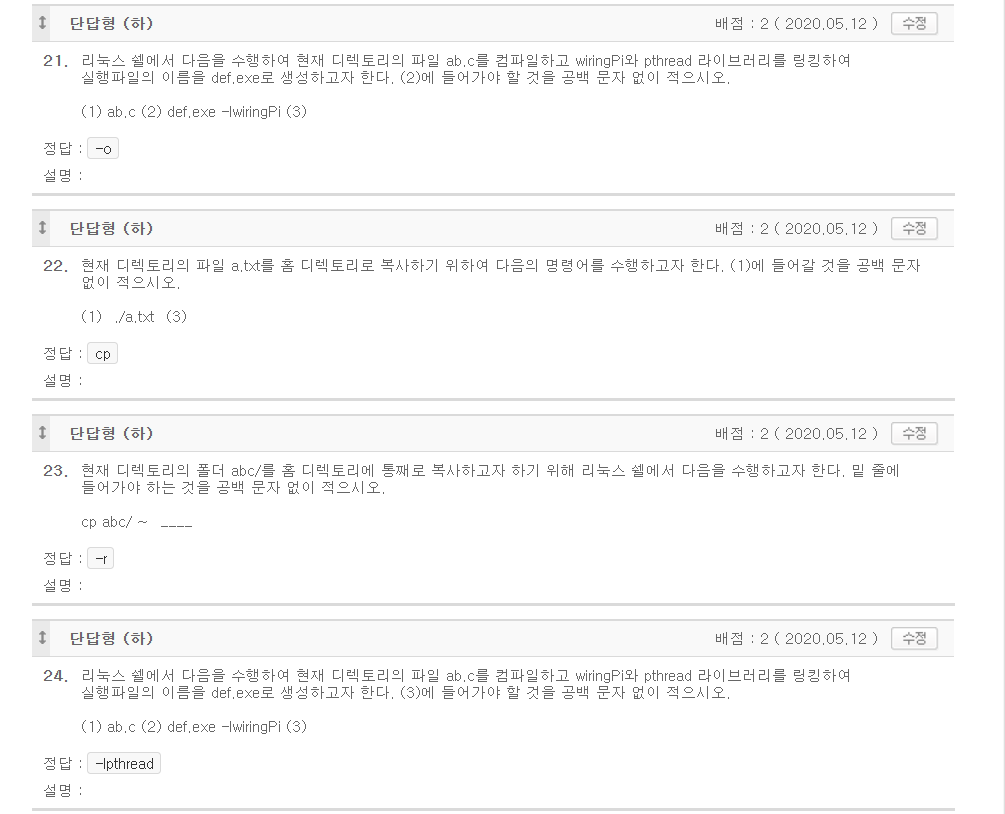 단답형 (하) 배점 : 2 ( 2020.05.12 ) 수정
21. 리눅스 쉘에서 다음을 수행하여 현재 디렉토리의 파일 ab.c를 컴파일하고 wiringPi와 pthread 라이브러리를 링킹하여
실행파일의 이름을 def.exe로 생성하고자 한다. (2)에 들어가야 할 것을 공백 문자 없이 적으시오.
(1) ab.c (2) def.exe -lwiringPi (3)
정답 : -o
설명 :
단답형 (하) 배점 : 2 ( 2020.05.12 ) 수정
22. 현재 디렉토리의 파일 a.txt를 홈 디렉토리로 복사하기 위하여 다음의 명령어를 수행하고자 한다. (1)에 들어갈 것을 공백 문자
없이 적으시오.
(1) ./a.txt (3)
정답 : cp
설명 :
단답형 (하) 배점 : 2 ( 2020.05.12 ) 수정
23. 현재 디렉토리의 폴더 abc/를 홈 디렉토리에 통째로 복사하고자 하기 위해 리눅스 쉘에서 다음을 수행하고자 한다. 밑 줄에
들어가야 하는 것을 공백 문자 없이 적으시오.
cp abc/ ~ ____
정답 : -r
설명 :
단답형 (하) 배점 : 2 ( 2020.05.12 ) 수정
24. 리눅스 쉘에서 다음을 수행하여 현재 디렉토리의 파일 ab.c를 컴파일하고 wiringPi와 pthread 라이브러리를 링킹하여
실행파일의 이름을 def.exe로 생성하고자 한다. (3)에 들어가야 할 것을 공백 문자 없이 적으시오.
(1) ab.c (2) def.exe -lwiringPi (3)
정답 : -lpthread
설명 :